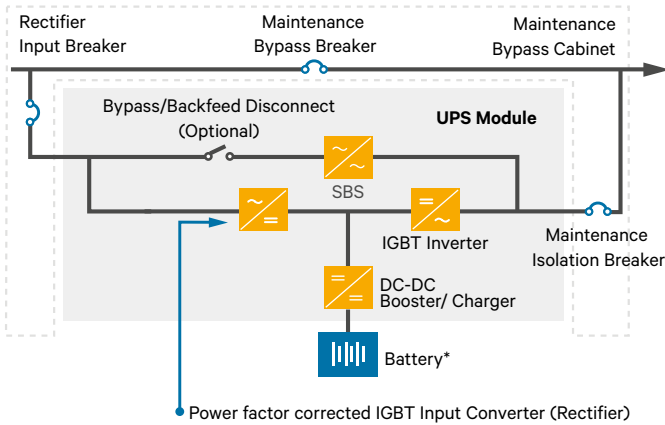 Rectifier
Input Breaker
Maintenance
Bypass Breaker
Maintenance
Bypass Cabinet
Bypass/Backfeed Disconnect
(Optional)
UPS Module
SBS
IGBT Inverter
Maintenance
Isolation Breaker
DC-DC
Booster/ Charger
Battery*
Power factor corrected IGBT Input Converter (Rectifier)